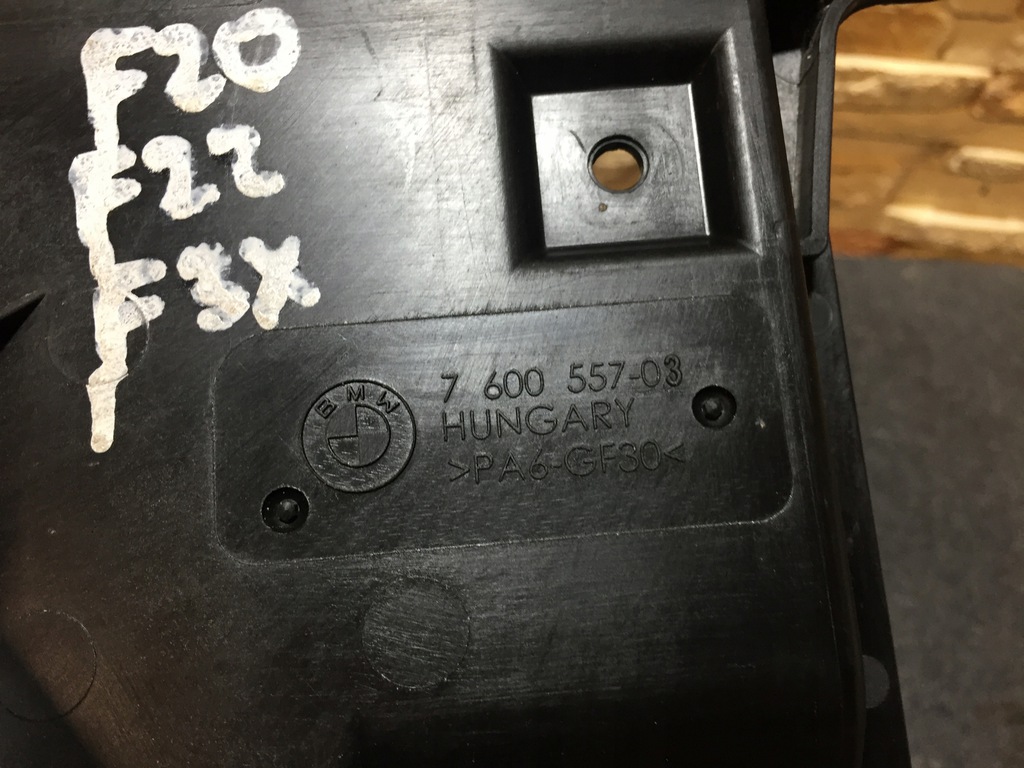 F20
F22
F3X
BMW
7 600 557-03
HUNGARY
>PA6-GF30<